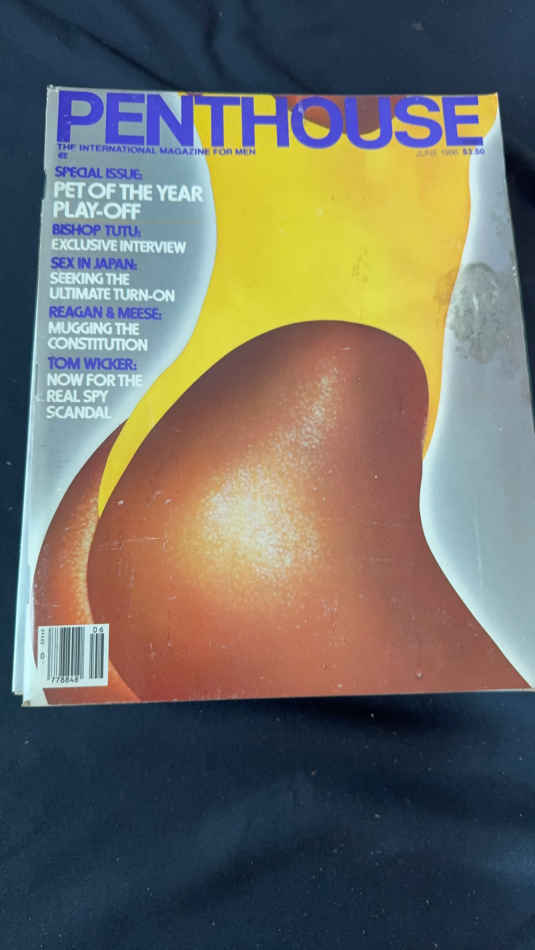 PENTHOUSE
THE INTERNATIONAL MAGAZINE FOR MEN
JUNE 1986 $3.50
SPECIAL ISSUE:
PET OF THE YEAR
PLAY-OFF
BISHOP TUTU:
EXCLUSIVE INTERVIEW
SEX IN JAPAN:
SEEKING THE
ULTIMATE TURN-ON
REAGAN & MEESE:
MUGGING THE
CONSTITUTION
TOM WICKER:
NOW FOR THE
REAL SPY
SCANDAL
06